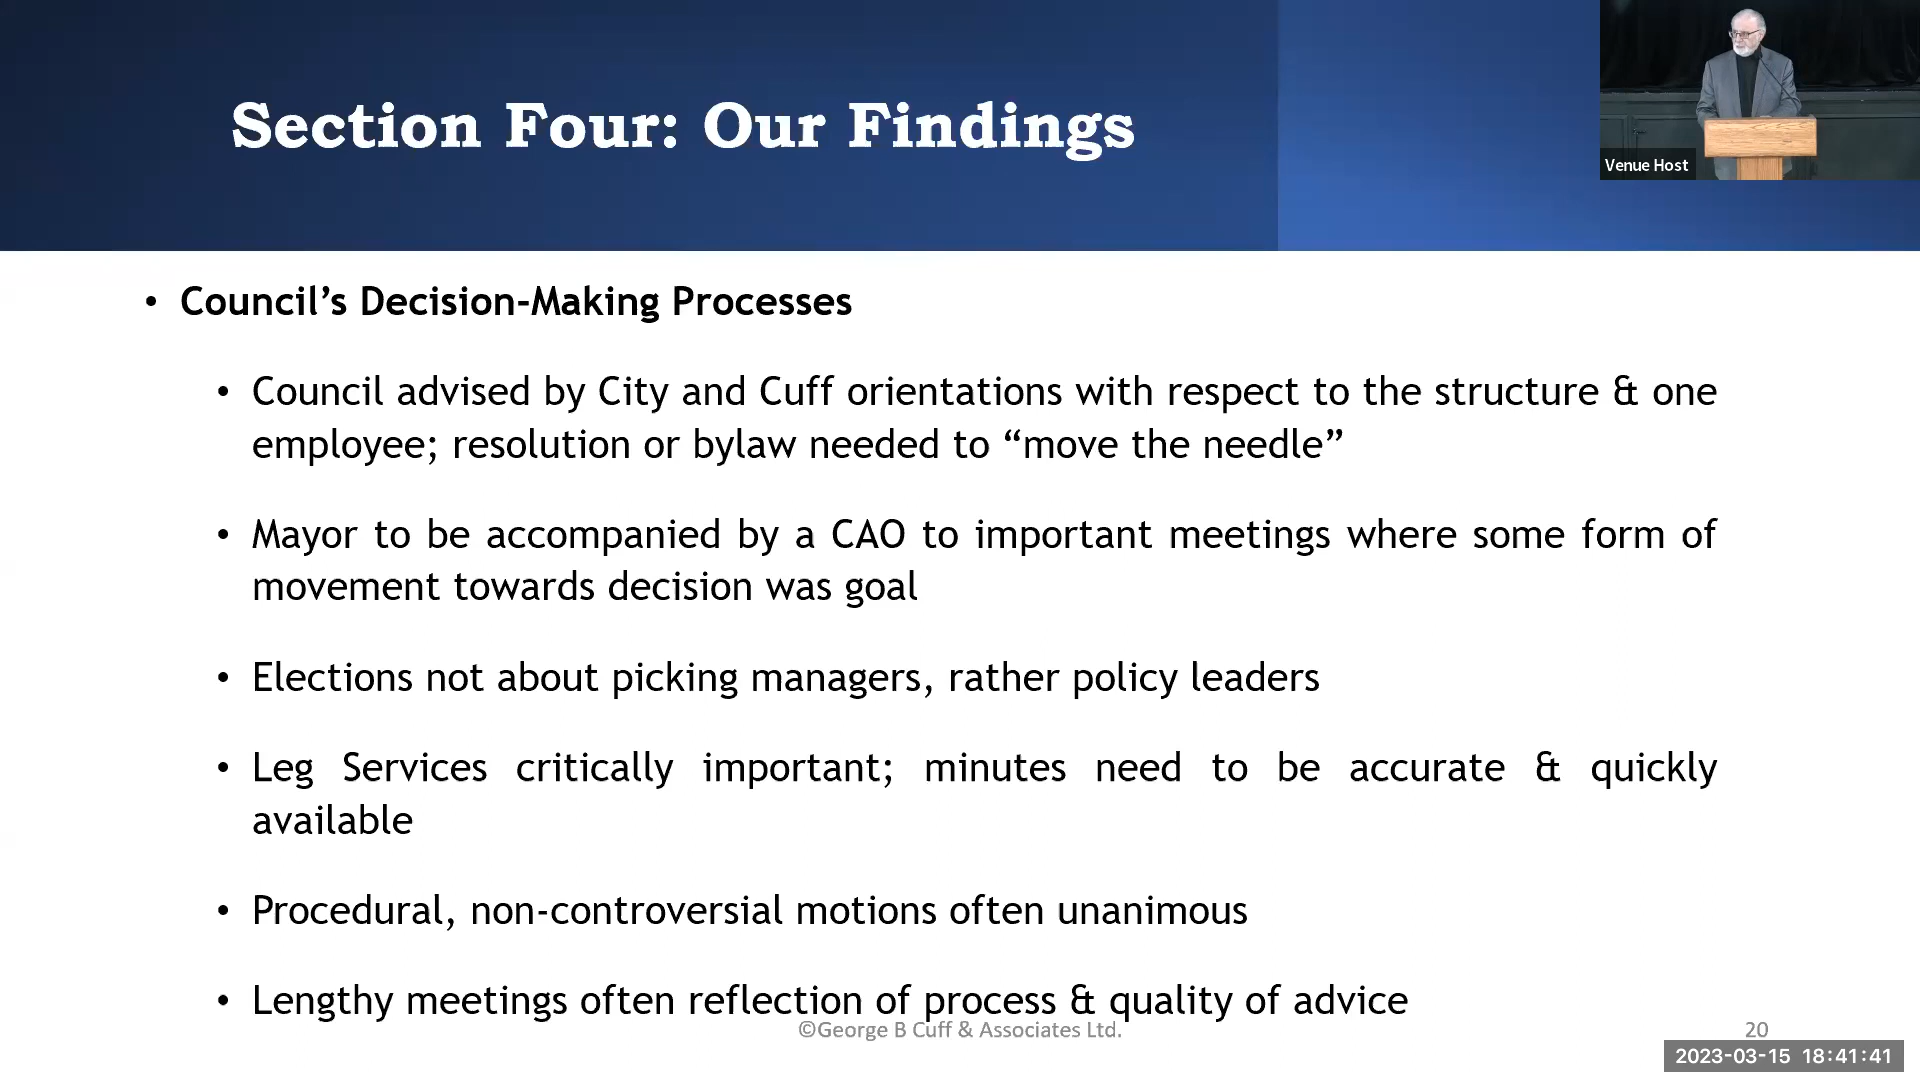 Section Four: Our Findings
Venue Host
• Council’s Decision-Making Processes
• Council advised by City and Cuff orientations with respect to the structure & one
employee; resolution or bylaw needed to “move the needle”
• Mayor to be accompanied by a CAO to important meetings where some form of
movement towards decision was goal
• Elections not about picking managers, rather policy leaders
• Leg Services critically important; minutes need to be accurate & quickly
available
• Procedural, non-controversial motions often unanimous
• Lengthy meetings often reflection of process & quality of advice
©George B Cuff & Associates Ltd.
20
2023-03-15 18:41:41